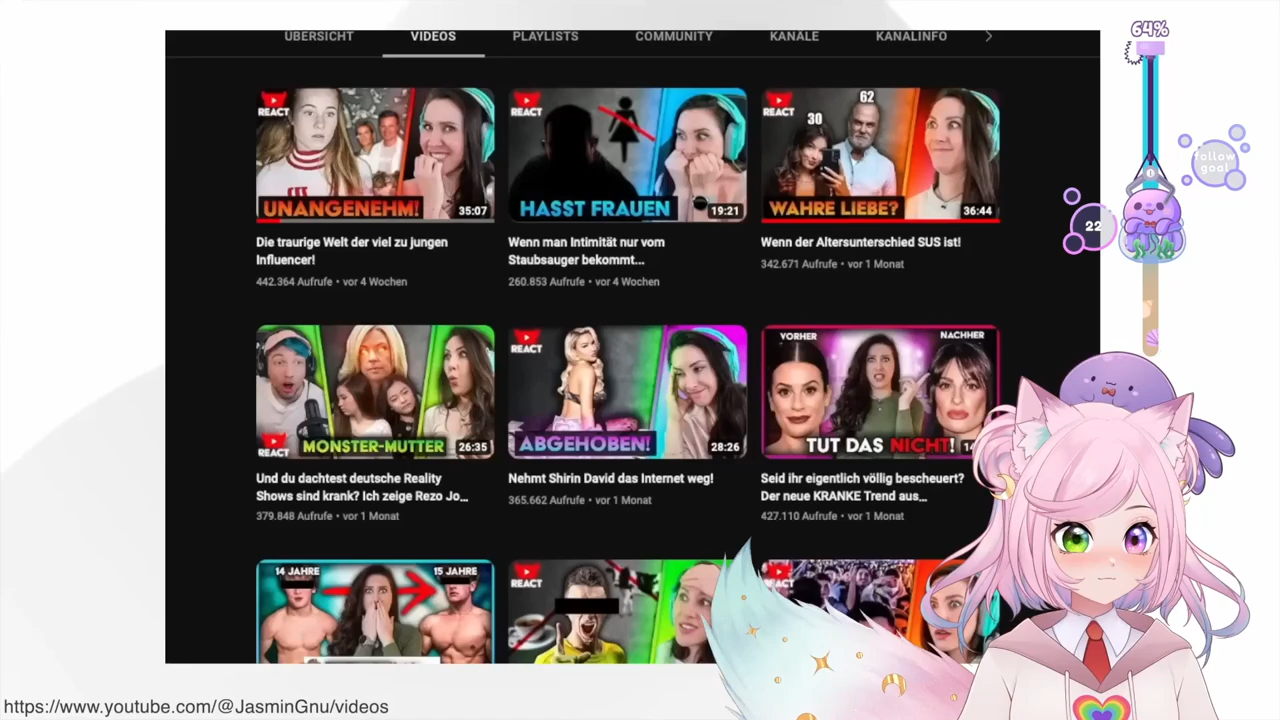 ÜBERSICHT VIDEOS PLAYLISTS COMMUNITY KANÄLE KANALINFO
64%
REACT
UNANGENEHM!
35:07
Die traurige Welt der viel zu jungen
Influencer!
442.364 Aufrufe • vor 4 Wochen
REACT
HASST FRAUEN
19:21
Wenn man Intimität nur vom
Staubsauger bekommt...
260.853 Aufrufe • vor 4 Wochen
REACT
30
62
WAHRE LIEBE?
36:44
Wenn der Altersunterschied SUS ist!
342.671 Aufrufe • vor 1 Monat
follow
goal
22
REACT
MONSTER-MUTTER
26:35
Und du dachtest deutsche Reality
Shows sind krank? Ich zeige Rezo Jo...
379.848 Aufrufe • vor 1 Monat
REACT
ABGEHOBEN!
28:26
Nehmt Shirin David das Internet weg!
365.662 Aufrufe • vor 1 Monat
VORHER
NACHHER
TUT DAS NICHT!
Seid ihr eigentlich völlig bescheuert?
Der neue KRANKE Trend aus...
427.110 Aufrufe • vor 1 Monat
14 JAHRE
15 JAHRE
REACT
REACT
https://www.youtube.com/@JasminGnu/videos